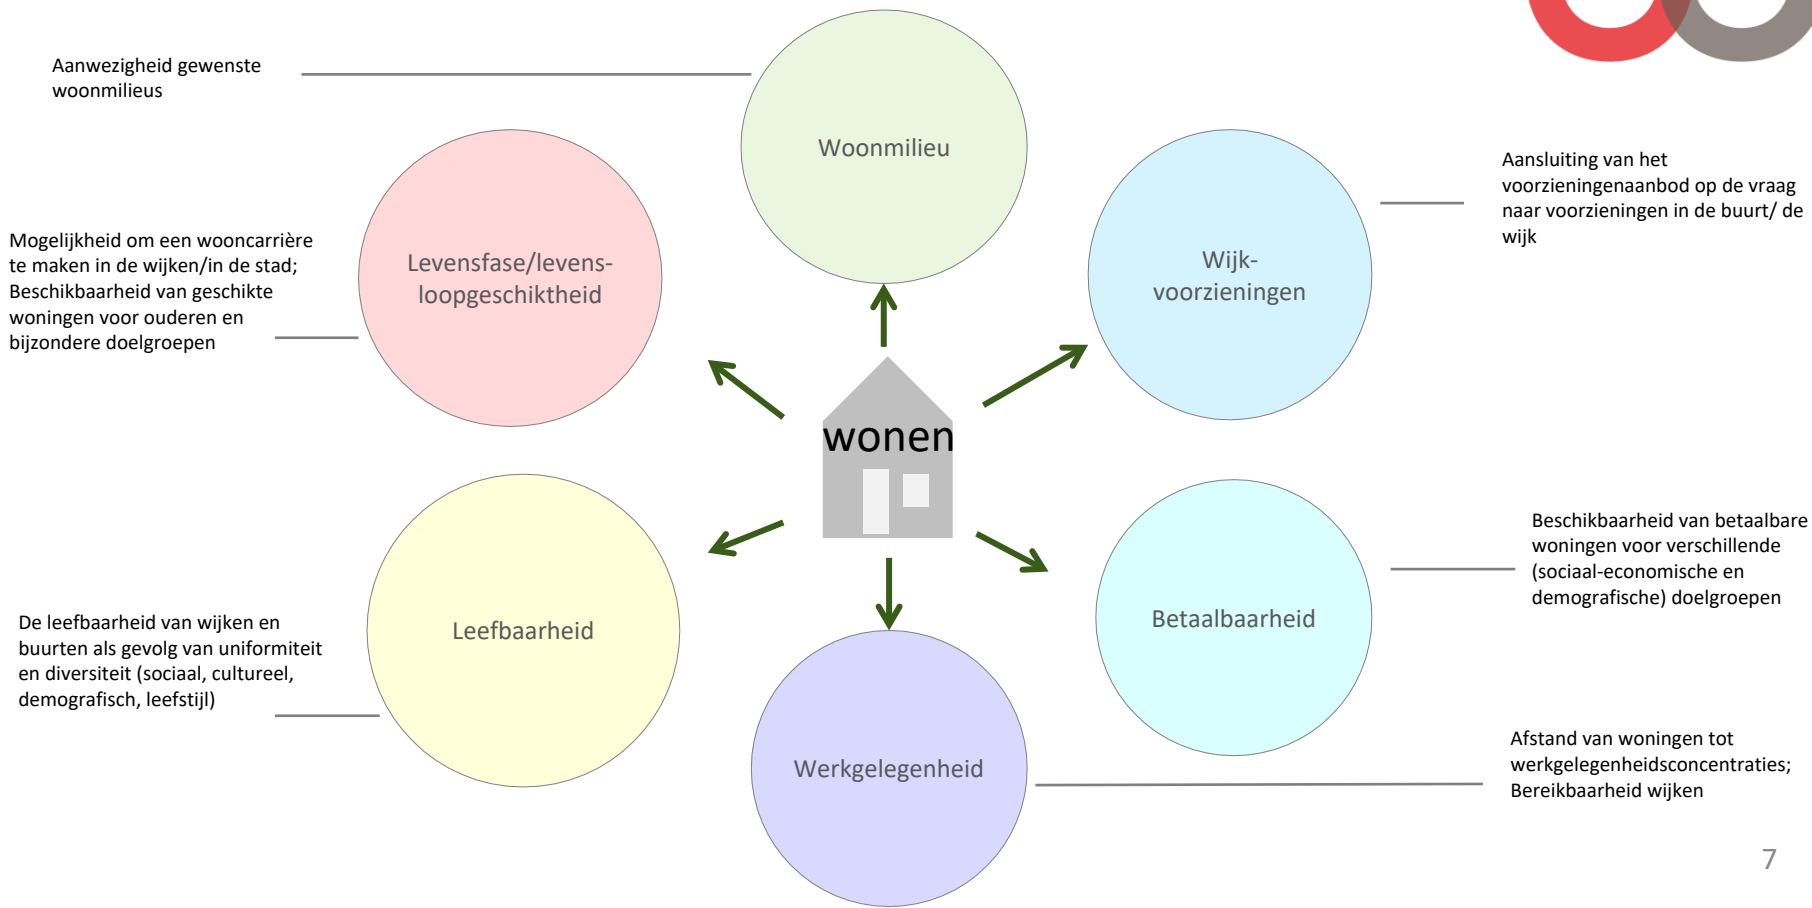 Aanwezigheid gewenste
woonmilieus
Woonmilieu
Aansluiting van het
voorzieningenaanbod op de vraag
naar voorzieningen in de buurt/ de
wijk
Mogelijkheid om een wooncarrière
te maken in de wijken/in de stad;
Beschikbaarheid van geschikte
woningen voor ouderen en
bijzondere doelgroepen
Levensfase/levens-
loopgeschiktheid
Wijk-
voorzieningen
wonen
Beschikbaarheid van betaalbare
woningen voor verschillende
(sociaal-economische en
demografische) doelgroepen
De leefbaarheid van wijken en
buurten als gevolg van uniformiteit
en diversiteit (sociaal, cultureel,
demografisch, leefstijl)
Leefbaarheid
Betaalbaarheid
Werkgelegenheid
Afstand van woningen tot
werkgelegenheidsconcentraties;
Bereikbaarheid wijken
7